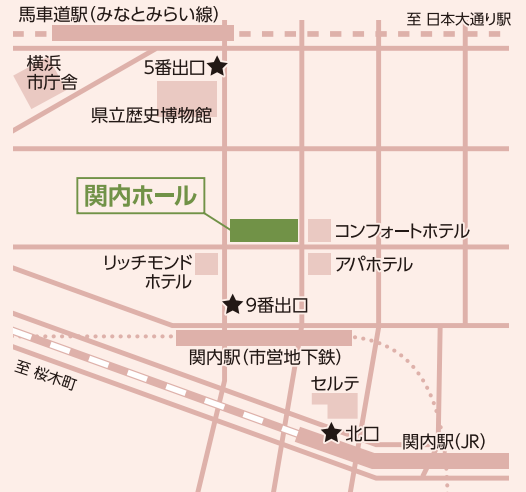 馬車道駅(みなとみらい線)
至 日本大通り駅
横浜
市庁舎
5番出口
県立歴史博物館
関内ホール
コンフォートホテル
リッチモンド
ホテル
アパホテル
9番出口
関内駅(市営地下鉄)
至 桜木町
セルテ
北口
関内駅(JR)